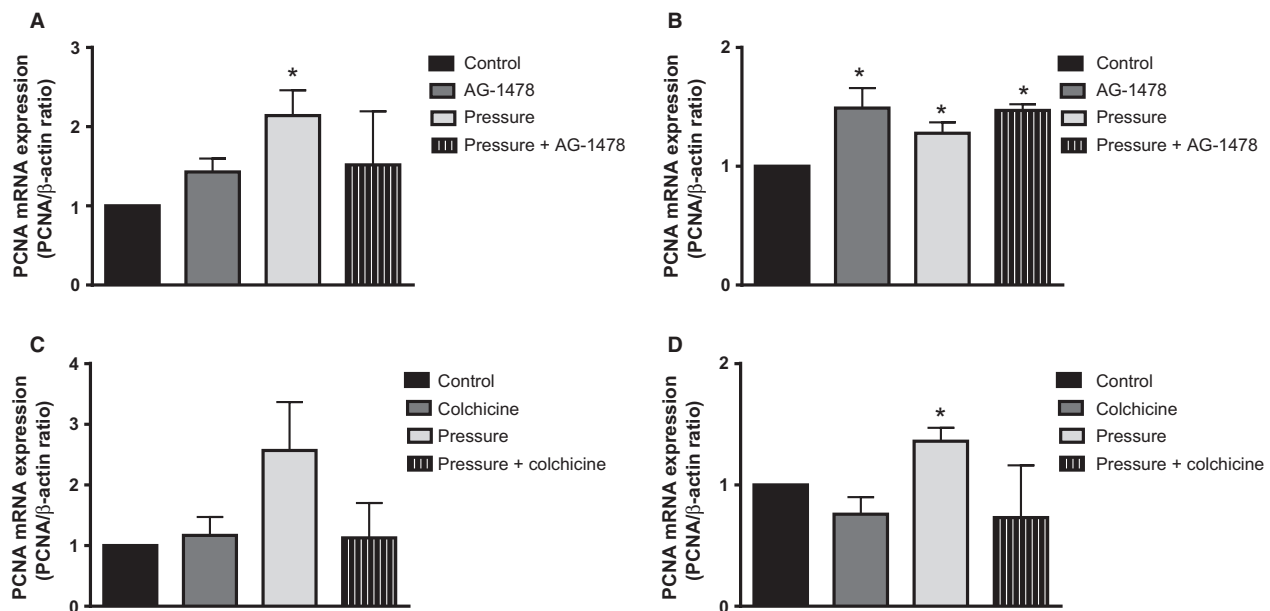 A
PCNA mRNA expression
(PCNA/β-actin ratio)
3
2
1
0
*
Control
AG-1478
Pressure
Pressure + AG-1478
B
PCNA mRNA expression
(PCNA/β-actin ratio)
2
1
0
*
*
*
Control
AG-1478
Pressure
Pressure + AG-1478
C
PCNA mRNA expression
(PCNA/β-actin ratio)
4
3
2
1
0
Control
Colchicine
Pressure
Pressure + colchicine
D
PCNA mRNA expression
(PCNA/β-actin ratio)
2
1
0
*
Control
Colchicine
Pressure
Pressure + colchicine